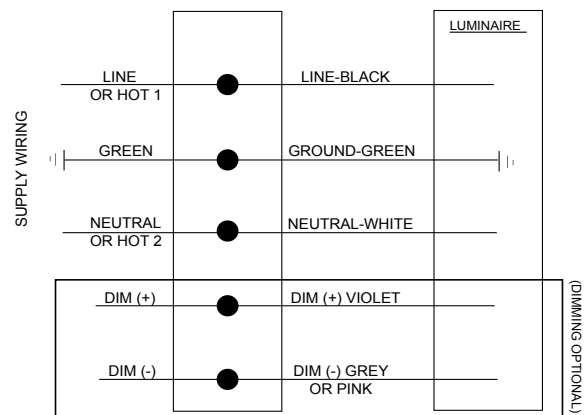 LUMINAIRE
SUPPLY WIRING
LINE
OR HOT 1
LINE-BLACK
GREEN
GROUND-GREEN
NEUTRAL
OR HOT 2
NEUTRAL-WHITE
DIM (+)
DIM (+) VIOLET
DIM (-)
DIM (-) GREY
OR PINK
(DIMMING OPTIONAL)